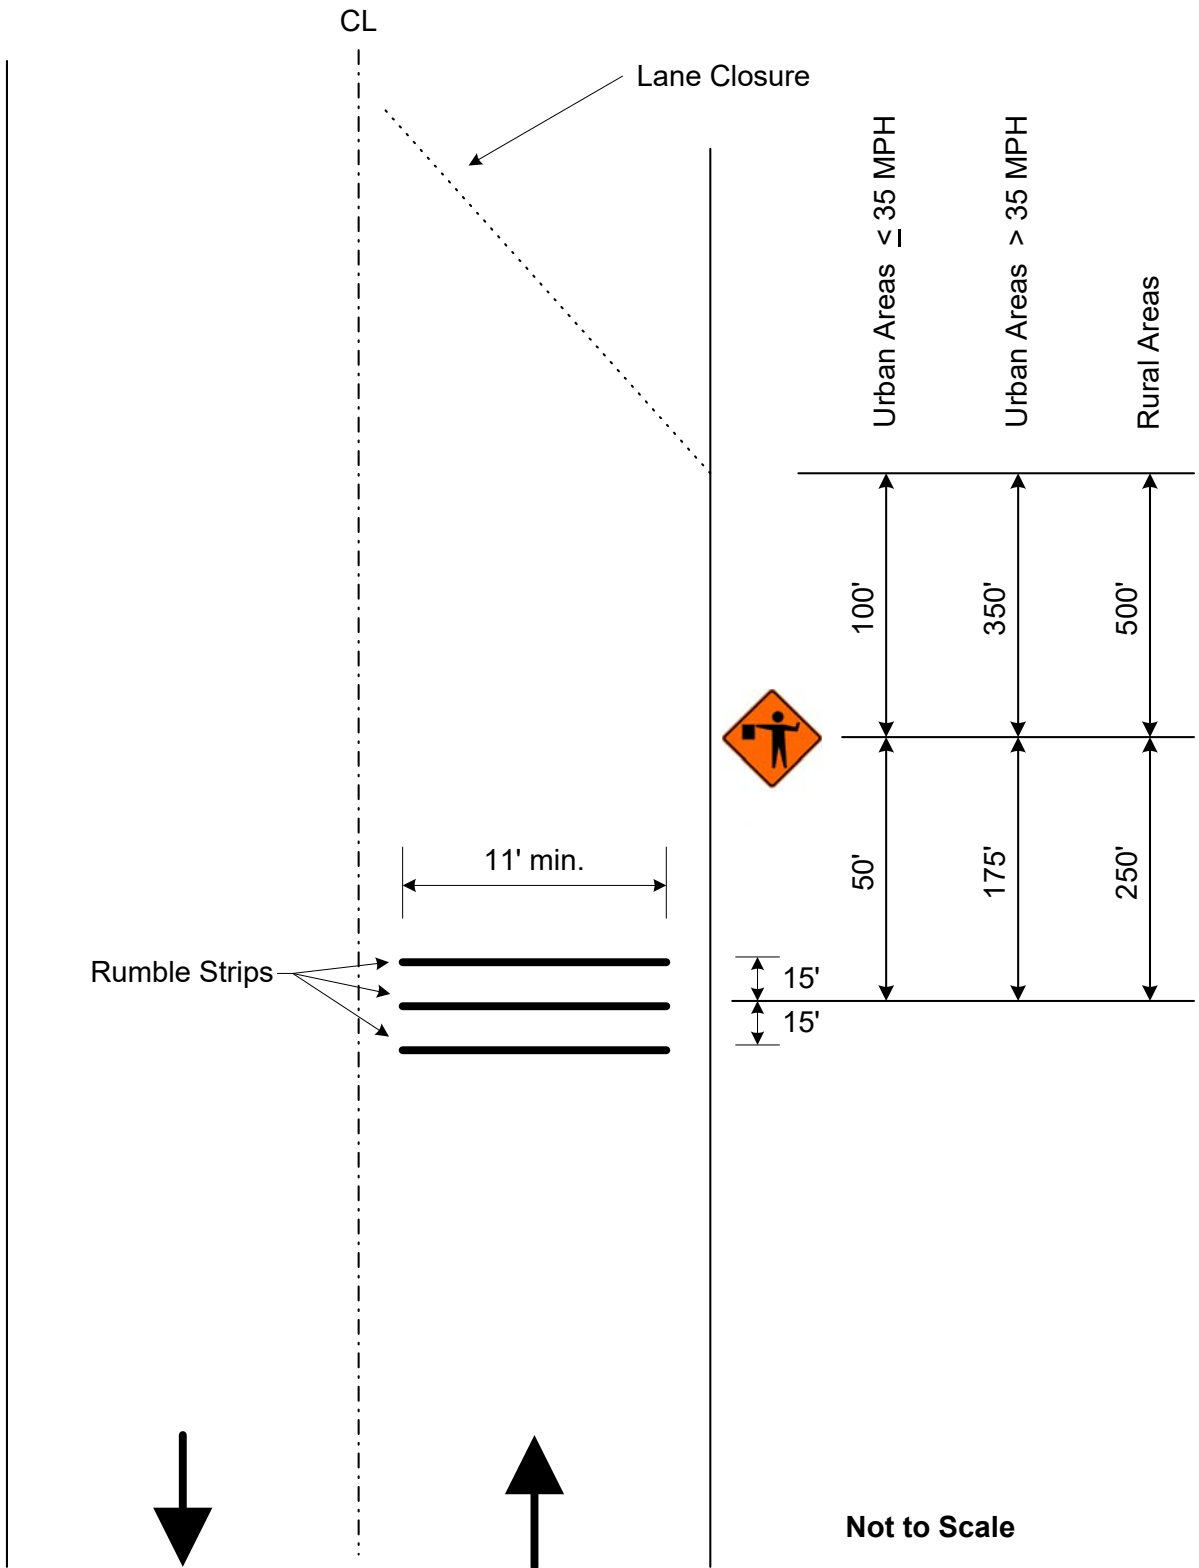 CL
Lane Closure
Urban Areas ≤ 35 MPH
Urban Areas > 35 MPH
Rural Areas
100'
350'
500'
11' min.
50'
175'
250'
Rumble Strips
15'
15'
Not to Scale